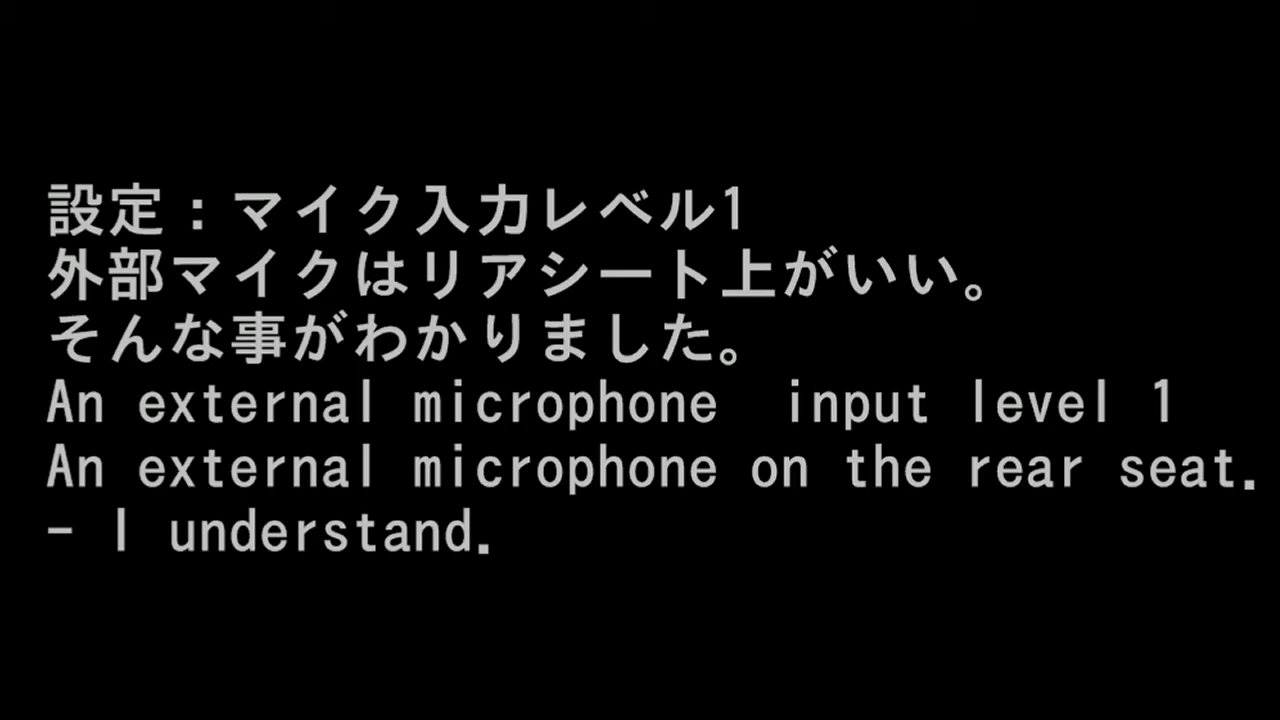 設定：マイク入力レベル1
外部マイクはリアシート上がいい。
そんな事がわかりました。
An external microphone  input level 1
An external microphone on the rear seat.
- I understand.